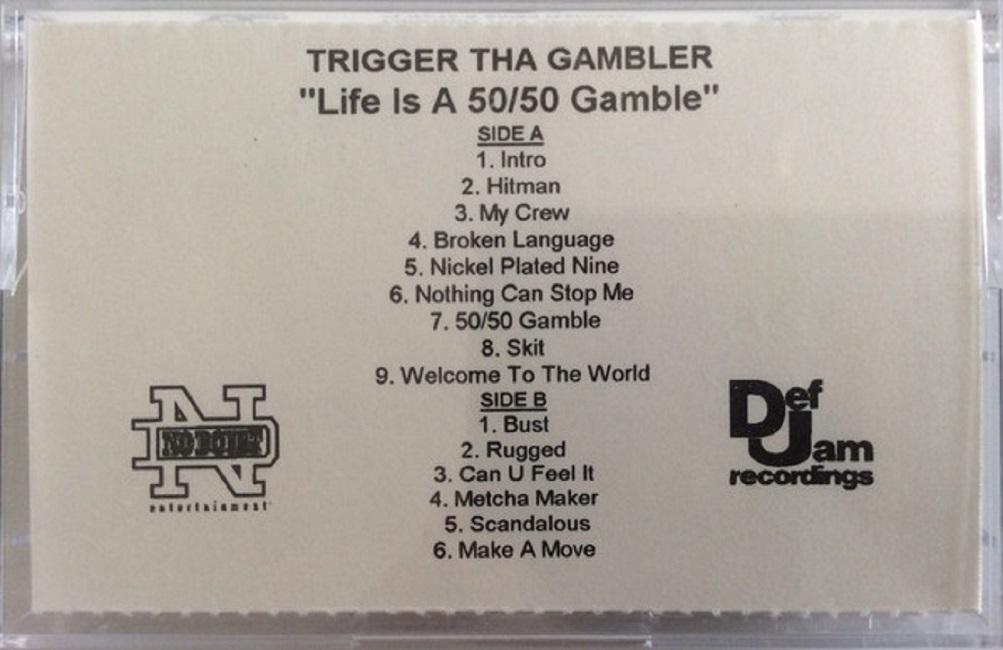 TRIGGER THA GAMBLER
"Life Is A 50/50 Gamble"
SIDE A
1. Intro
2. Hitman
3. My Crew
4. Broken Language
5. Nickel Plated Nine
6. Nothing Can Stop Me
7. 50/50 Gamble
8. Skit
9. Welcome To The World
SIDE B
1. Bust
2. Rugged
3. Can U Feel It
4. Metcha Maker
5. Scandalous
6. Make A Move
N
NO DOUBT
entertainment
Def
Jam
recordings